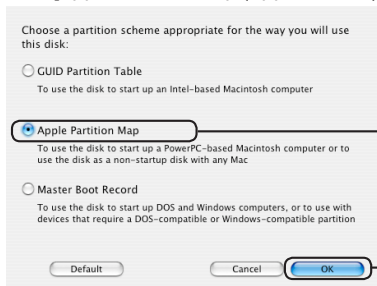 Choose a partition scheme appropriate for the way you will use
this disk:
GUID Partition Table
To use the disk to start up an Intel-based Macintosh computer
Apple Partition Map
To use the disk to start up a PowerPC-based Macintosh computer or to
use the disk as a non-startup disk with any Mac
Master Boot Record
To use the disk to start up DOS and Windows computers, or to use with
devices that require a DOS-compatible or Windows-compatible partition
Default Cancel OK